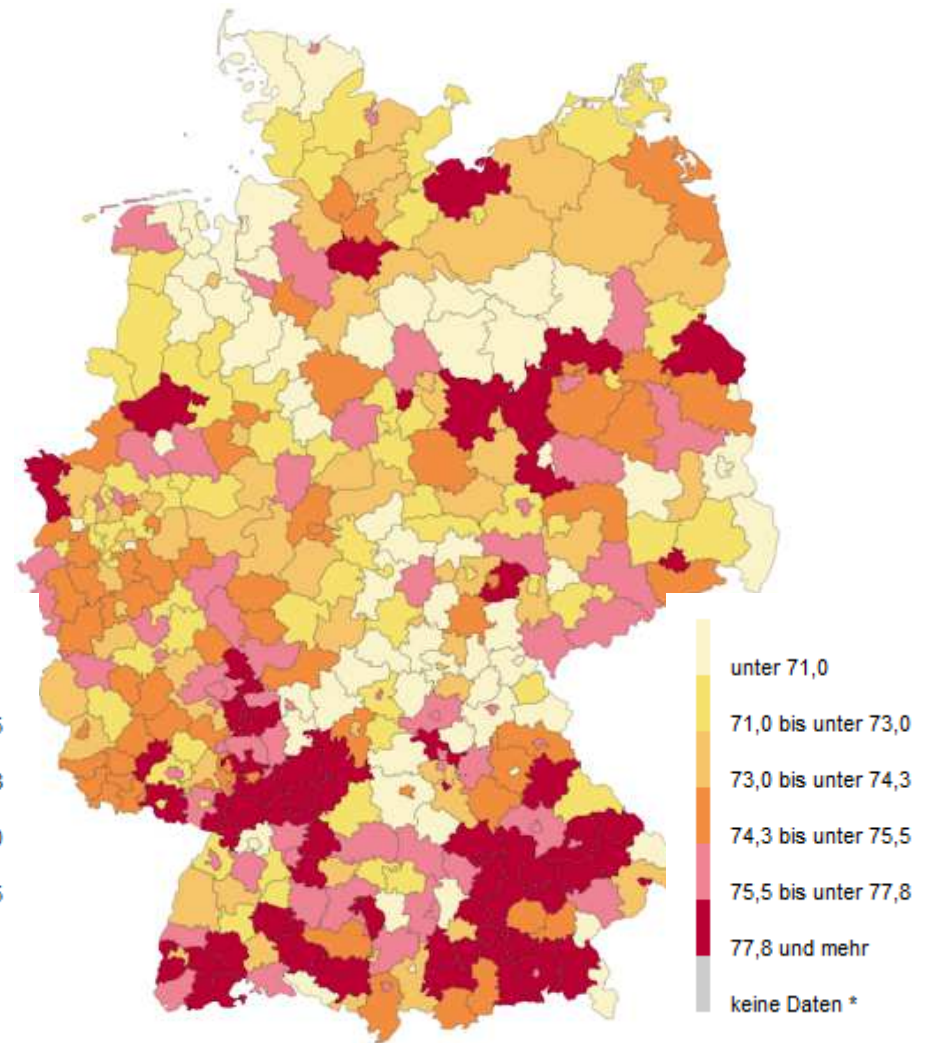 unter 71,0
71,0 bis unter 73,0
73,0 bis unter 74,3
74,3 bis unter 75,5
75,5 bis unter 77,8
77,8 und mehr
keine Daten *